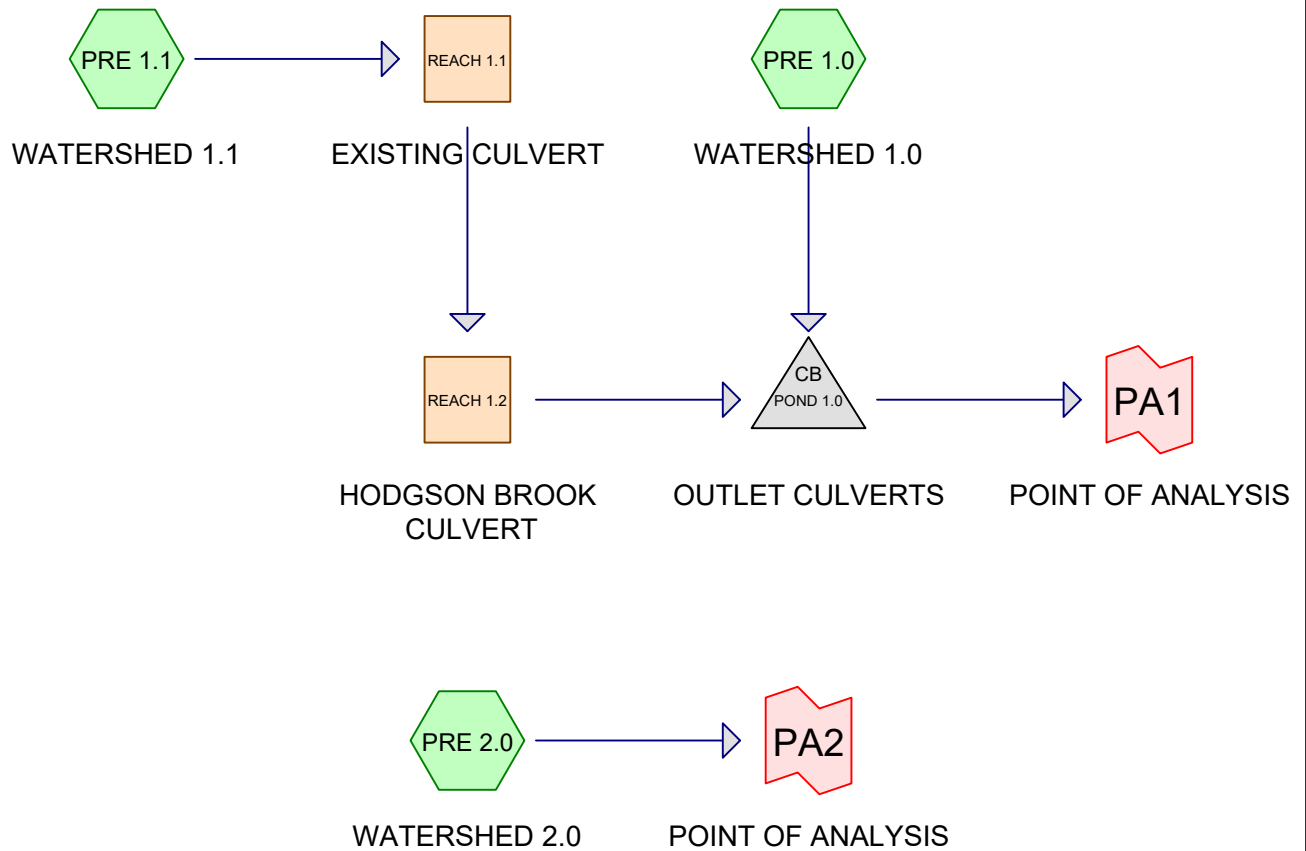 PRE 1.1
REACH 1.1
PRE 1.0
WATERSHED 1.1
EXISTING CULVERT
WATERSHED 1.0
REACH 1.2
CB
POND 1.0
PA1
HODGSON BROOK
CULVERT
OUTLET CULVERTS
POINT OF ANALYSIS
PRE 2.0
PA2
WATERSHED 2.0
POINT OF ANALYSIS